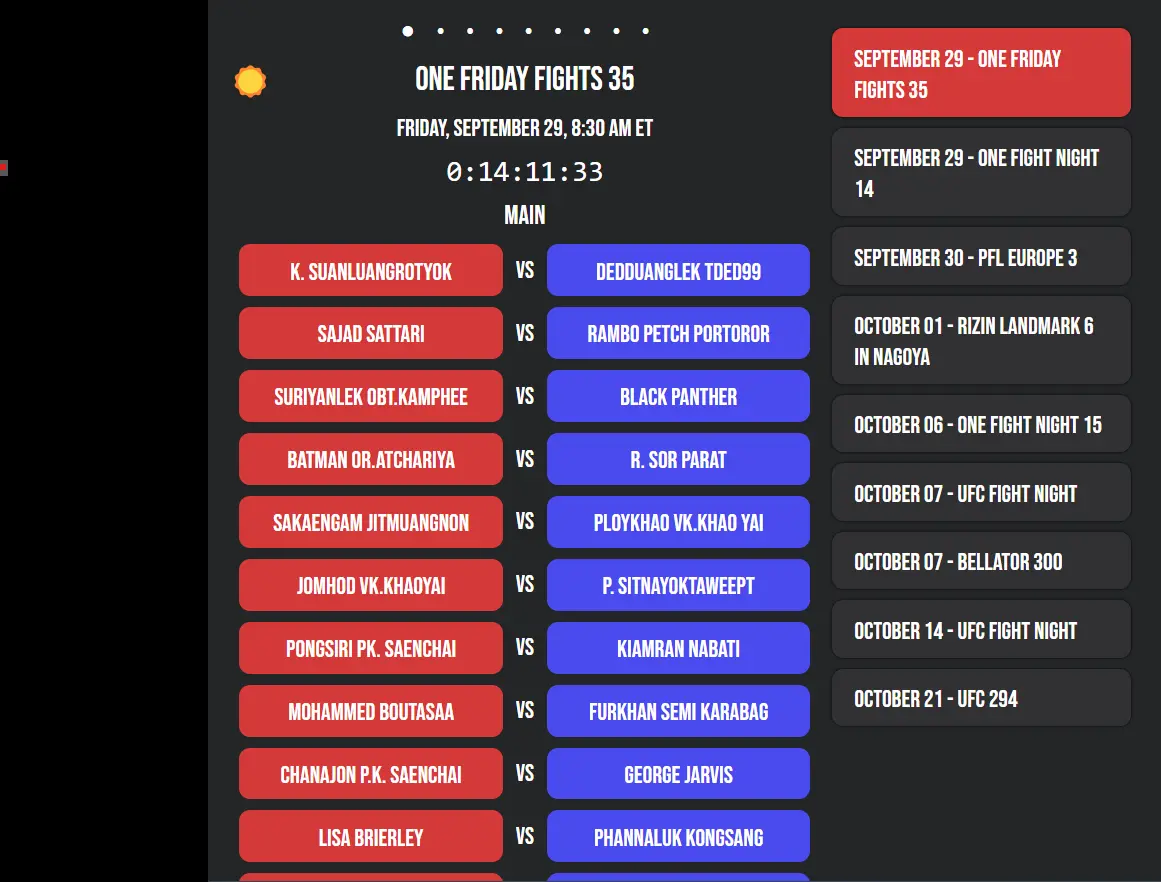 ONE FRIDAY FIGHTS 35
FRIDAY, SEPTEMBER 29, 8:30 AM ET
0:14:11:33
MAIN
K. SUANLUANGROTYOK VS DEDDUANGLEK TDED99
SAJAD SATTARI VS RAMBO PETCH PORTOROR
SURIYANLEK OBT.KAMPHEE VS BLACK PANTHER
BATMAN OR.ATCHARIYA VS R. SOR PARAT
SAKAENGAM JITMUANGNON VS PLOYKHAO VK.KHAO YAI
JOMHOD VK.KHAOYAI VS P. SITNAYOKTAWEEPT
PONGSIRI PK. SAENCHAI VS KIAMRAN NABATI
MOHAMMED BOUTASAA VS FURKHAN SEMI KARABAG
CHANAJON P.K. SAENCHAI VS GEORGE JARVIS
LISA BRIERLEY VS PHANNALUK KONGSANG
SEPTEMBER 29 - ONE FRIDAY
FIGHTS 35
SEPTEMBER 29 - ONE FIGHT NIGHT
14
SEPTEMBER 30 - PFL EUROPE 3
OCTOBER 01 - RIZIN LANDMARK 6
IN NAGOYA
OCTOBER 06 - ONE FIGHT NIGHT 15
OCTOBER 07 - UFC FIGHT NIGHT
OCTOBER 07 - BELLATOR 300
OCTOBER 14 - UFC FIGHT NIGHT
OCTOBER 21 - UFC 294